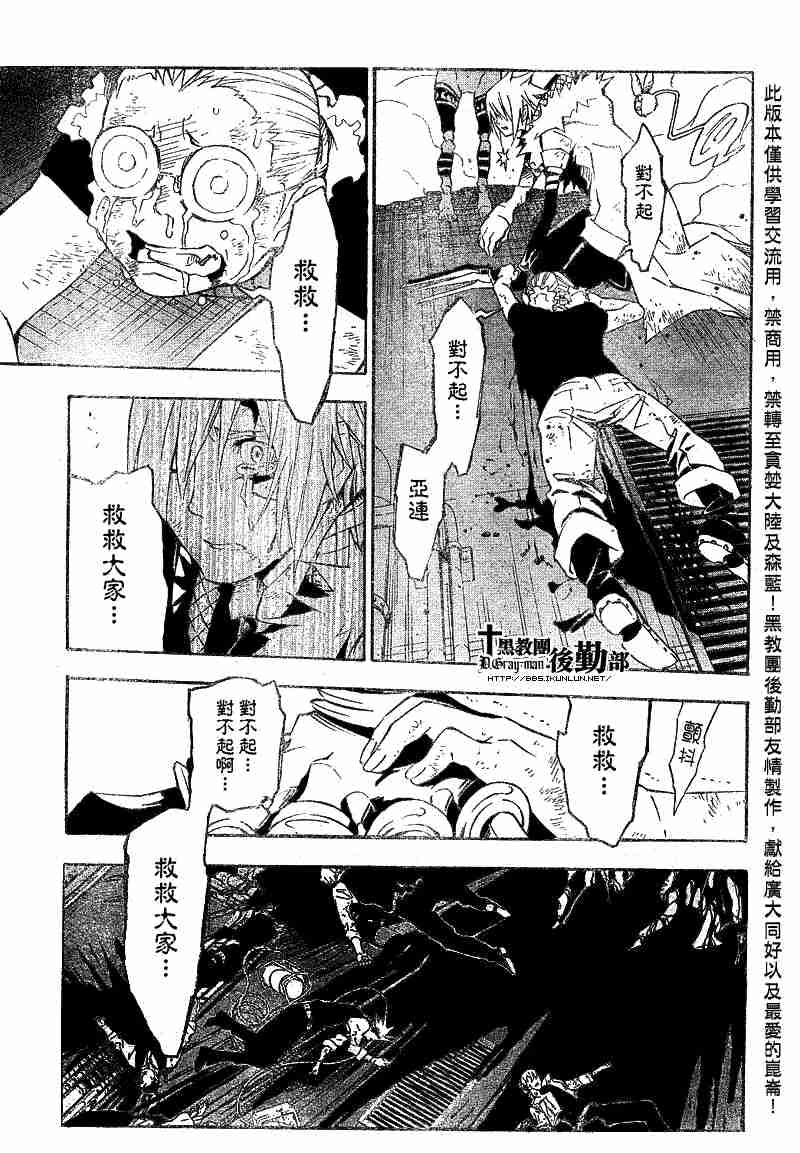 對不起
對不起…
亞連
救救…
救救大家…
顫抖
救救…
對不起…
對不起啊…
救救大家…
黑教團
D.Gray-man
後勤部
HTTP://BBS.IKUNLUN.NET/
此版本僅供學習交流用，禁商用，禁轉至貪婪大陸及森藍！黑教團後勤部友情製作，獻給廣大同好以及最愛的崑崙！